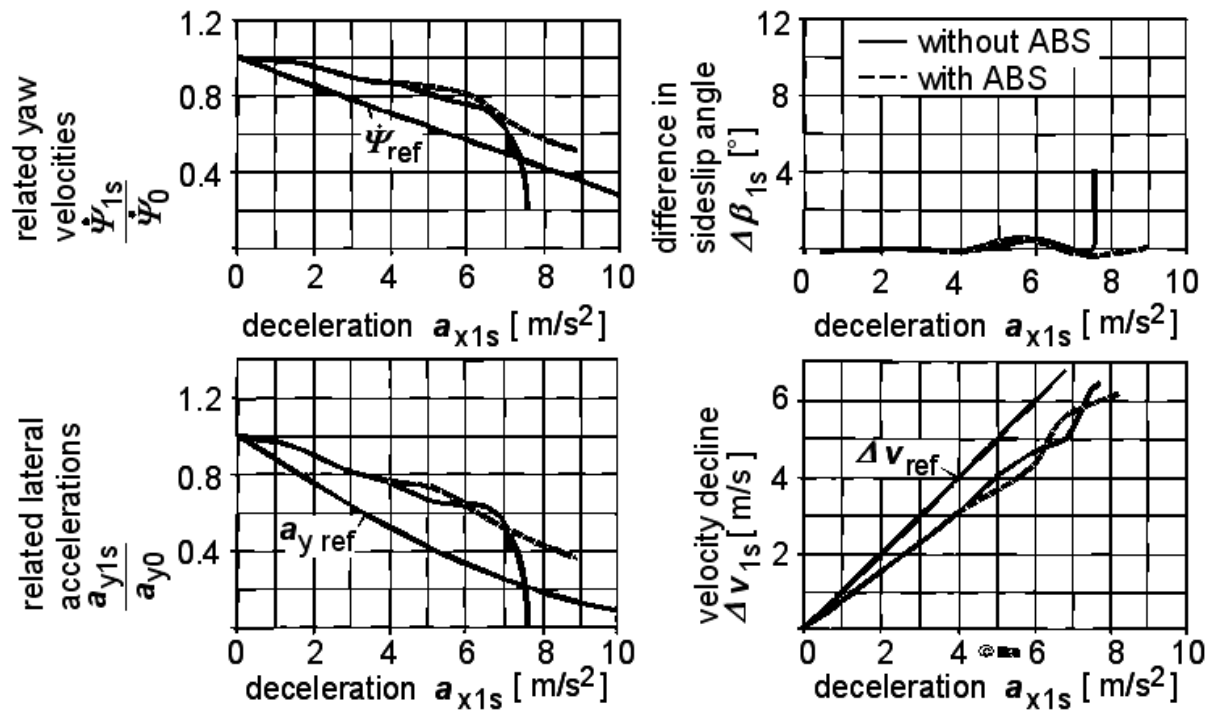 related yaw
velocities
Ψ̇1s
Ψ̇0
1.2
0.8
0.4
Ψ̇ref
0 2 4 6 8 10
deceleration ax1s [ m/s²]
difference in
sideslip angle
Δβ1s [°]
12
8
4
0
without ABS
with ABS
0 2 4 6 8 10
deceleration ax1s [ m/s²]
related lateral
accelerations
ay1s
ay0
1.2
0.8
0.4
ay ref
0 2 4 6 8 10
deceleration ax1s [ m/s²]
velocity decline
Δv1s [ m/s ]
6
4
2
Δvref
0 2 4 6 8 10
deceleration ax1s [ m/s²]